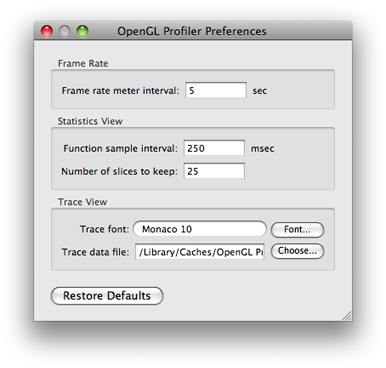 OpenGL Profiler Preferences
Frame Rate
Frame rate meter interval: 5 sec
Statistics View
Function sample interval: 250 msec
Number of slices to keep: 25
Trace View
Trace font: Monaco 10 Font...
Trace data file: /Library/Caches/OpenGL Pr Choose...
Restore Defaults